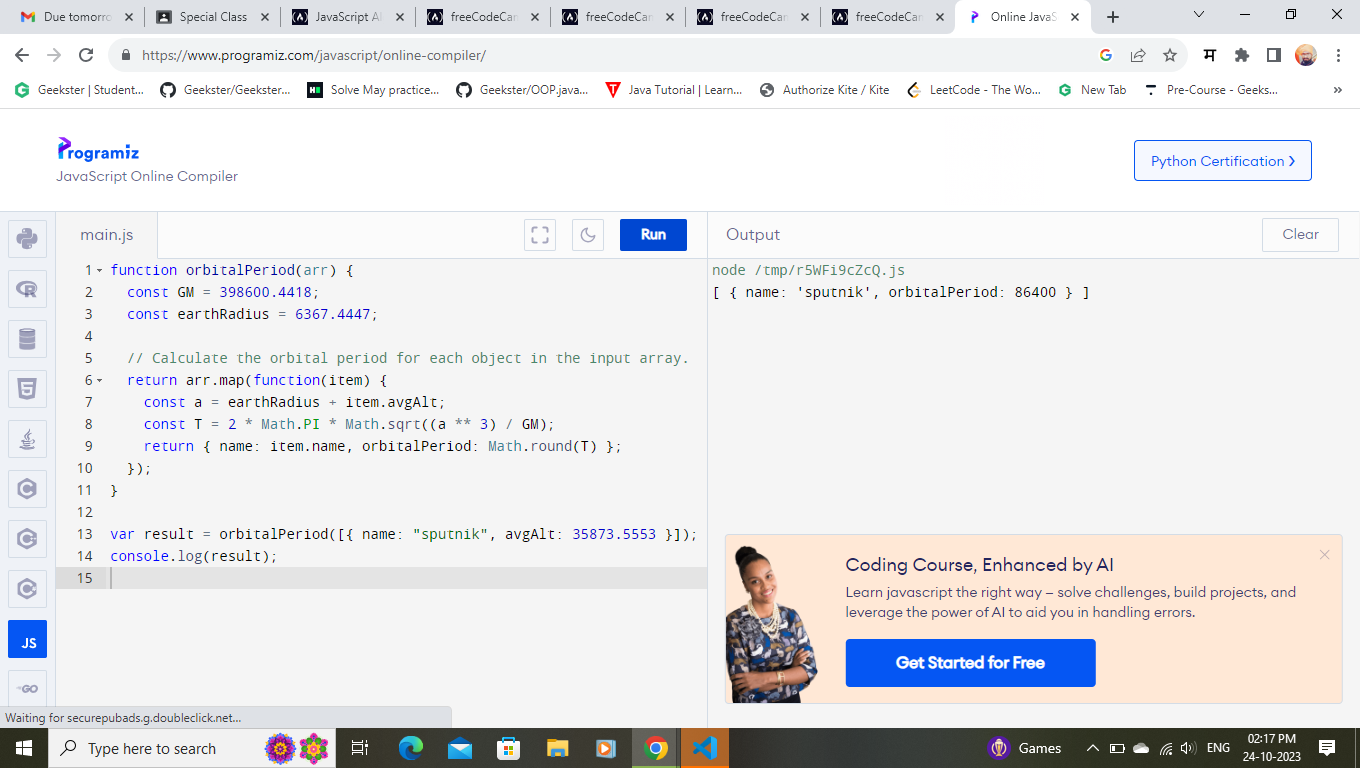 Due tomorro
Special Class
JavaScript Al
freeCodeCar
freeCodeCar
freeCodeCar
freeCodeCar
Online JavaS
https://www.programiz.com/javascript/online-compiler/
म
Geekster | Student...
Geekster/Geekster...
Solve May practice...
Geekster/OOP.java...
Java Tutorial | Learn...
Authorize Kite / Kite
LeetCode - The Wo...
New Tab
Pre-Course - Geeks...
»
Programiz
JavaScript Online Compiler
Python Certification >
main.js
Run
Output
Clear
1 function orbitalPeriod(arr) {
2 const GM = 398600.4418;
3 const earthRadius = 6367.4447;
4
5 // Calculate the orbital period for each object in the input array.
6 return arr.map(function(item) {
7 const a = earthRadius + item.avgAlt;
8 const T = 2 * Math.PI * Math.sqrt((a ** 3) / GM);
9 return { name: item.name, orbitalPeriod: Math.round(T) };
10 });
11 }
12
13 var result = orbitalPeriod([{ name: "sputnik", avgAlt: 35873.5553 }]);
14 console.log(result);
15
node /tmp/r5WFi9cZcQ.js
[ { name: 'sputnik', orbitalPeriod: 86400 } ]
JS
GO
Coding Course, Enhanced by AI
Learn javascript the right way – solve challenges, build projects, and
leverage the power of AI to aid you in handling errors.
Get Started for Free
Waiting for securepubads.g.doubleclick.net...
Type here to search
Games
ENG
02:17 PM
24-10-2023